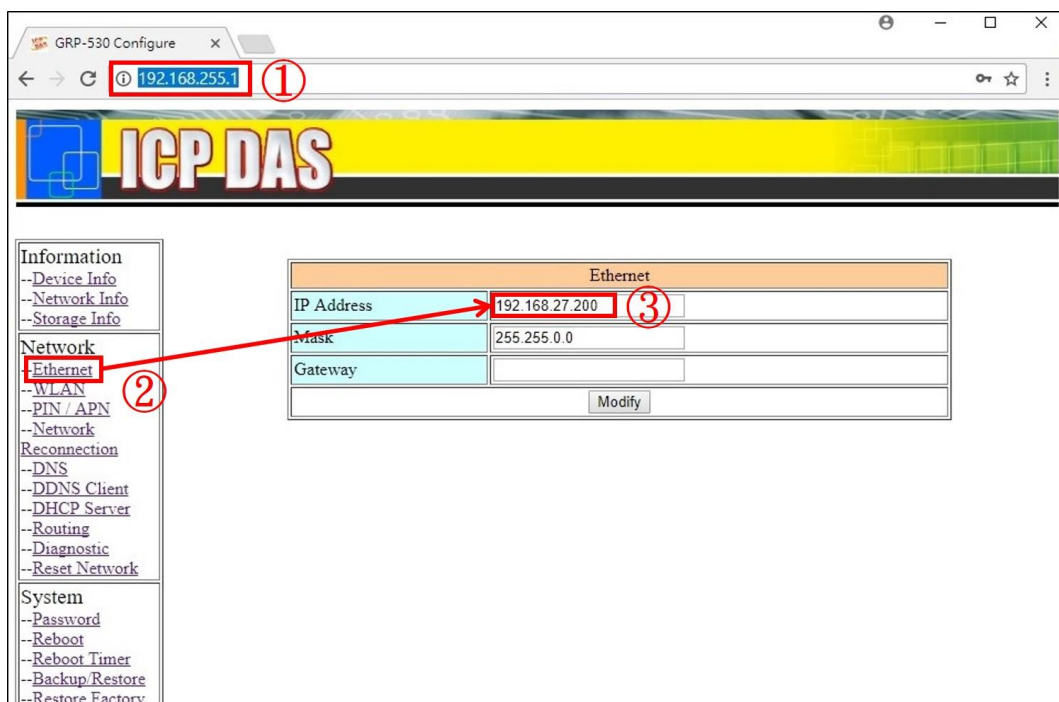 GRP-530 Configure
192.168.255.1
①
ICP DAS
Information
--Device Info
--Network Info
--Storage Info
Network
--Ethernet
②
--WLAN
--PIN / APN
--Network
Reconnection
--DNS
--DDNS Client
--DHCP Server
--Routing
--Diagnostic
--Reset Network
System
--Password
--Reboot
--Reboot Timer
--Backup/Restore
--Restore Factory
Ethernet
IP Address 192.168.27.200 ③
Mask 255.255.0.0
Gateway
Modify